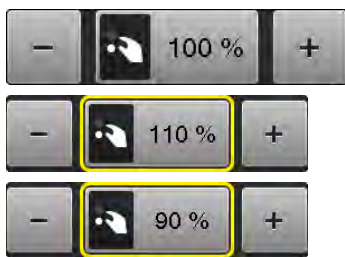 − 100 % +
− 110 % +
− 90 % +